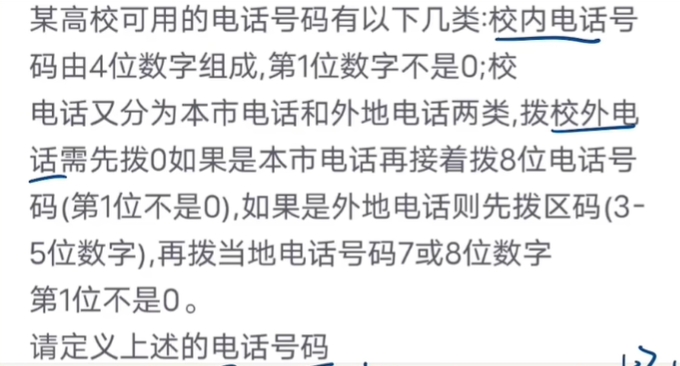 某高校可用的电话号码有以下几类:校内电话号
码由4位数字组成,第1位数字不是0;校
电话又分为本市电话和外地电话两类,拨校外电
话需先拨0如果是本市电话再接着拨8位电话号
码(第1位不是0),如果是外地电话则先拨区码(3-
5位数字),再拨当地电话号码7或8位数字
第1位不是0。
请定义上述的电话号码